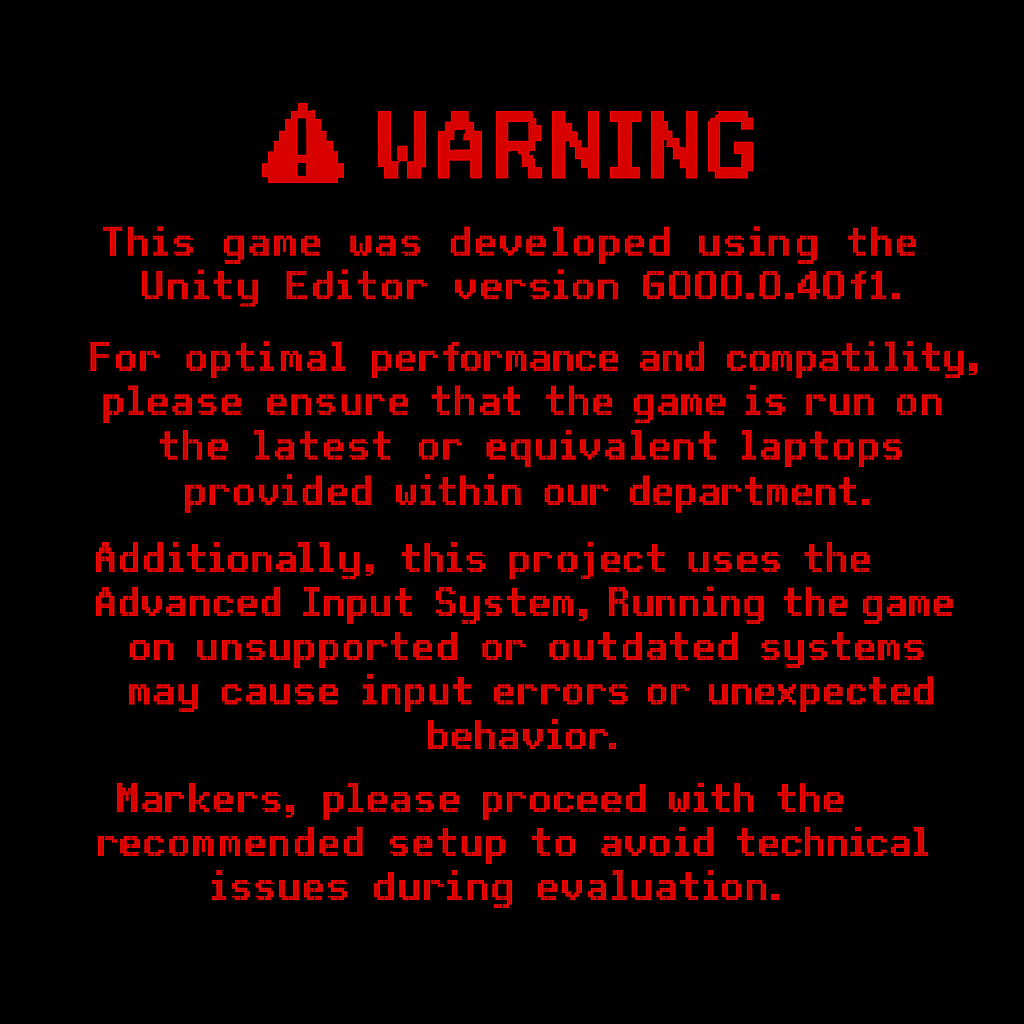 WARNING
This game was developed using the
Unity Editor version 6000.0.40f1.
For optimal performance and compatility,
please ensure that the game is run on
the latest or equivalent laptops
provided within our department.
Additionally, this project uses the
Advanced Input System, Running the game
on unsupported or outdated systems
may cause input errors or unexpected
behavior.
Markers, please proceed with the
recommended setup to avoid technical
issues during evaluation.